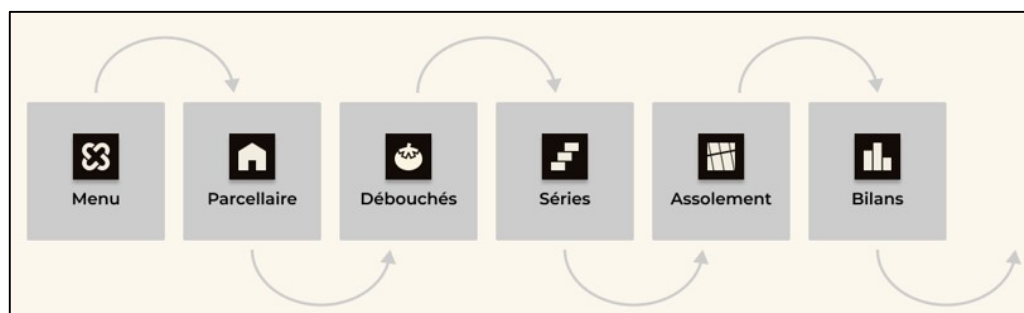 Menu
Parcellaire
Débouchés
Séries
Assolement
Bilans